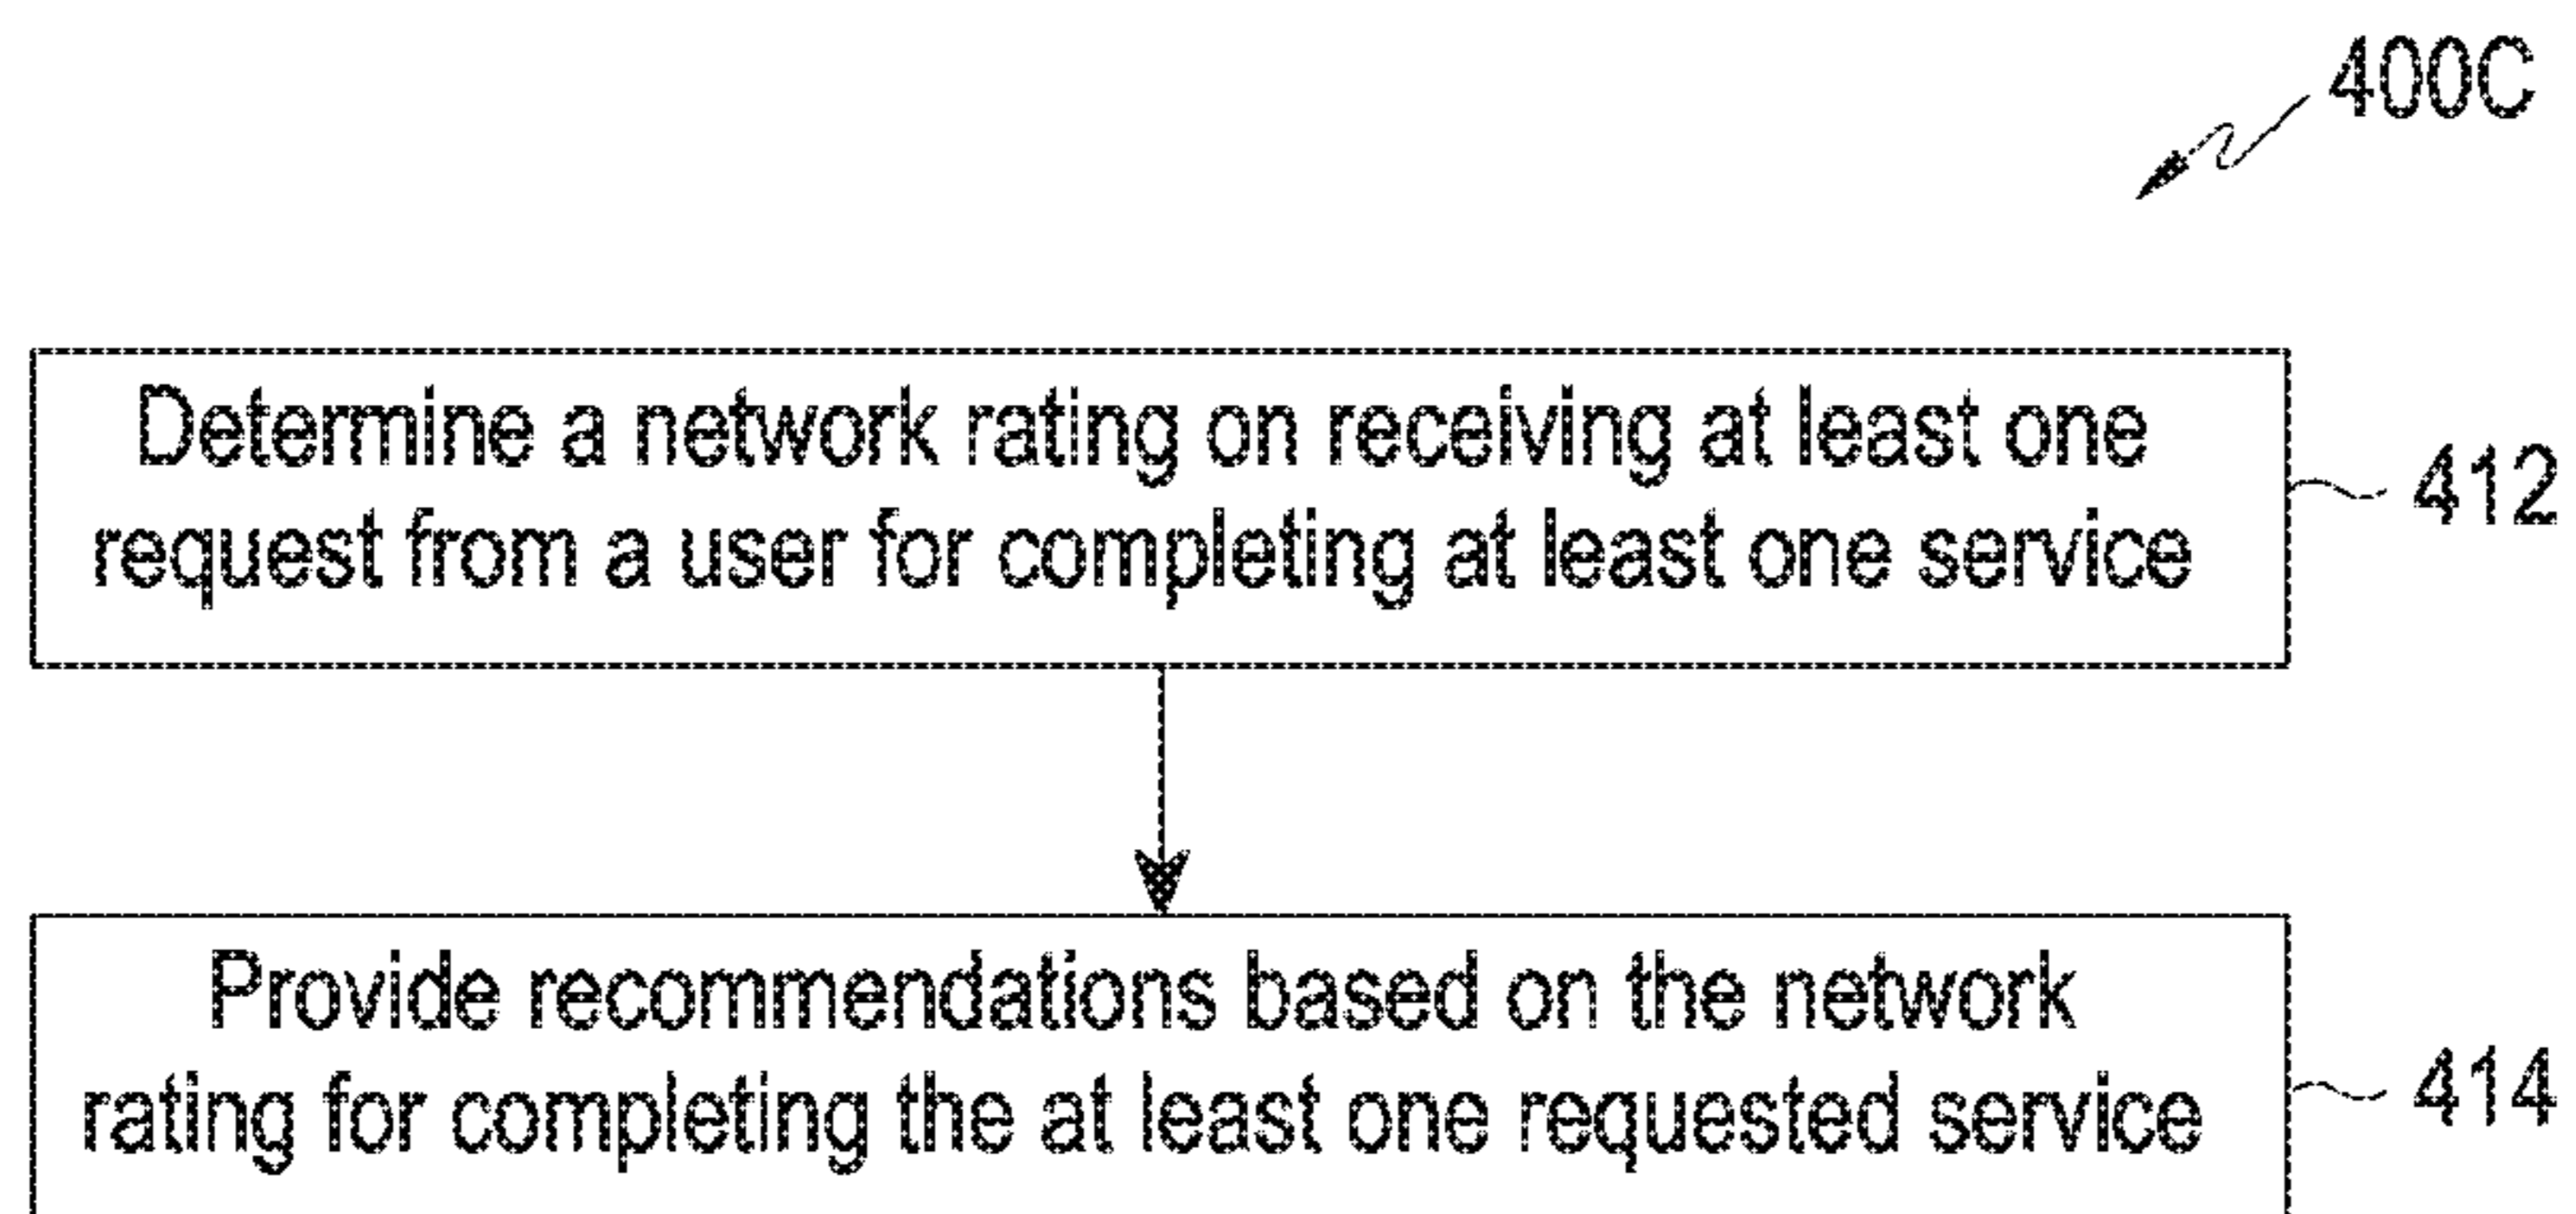 400C
Determine a network rating on receiving at least one
request from a user for completing at least one service
412
Provide recommendations based on the network
rating for completing the at least one requested service
414